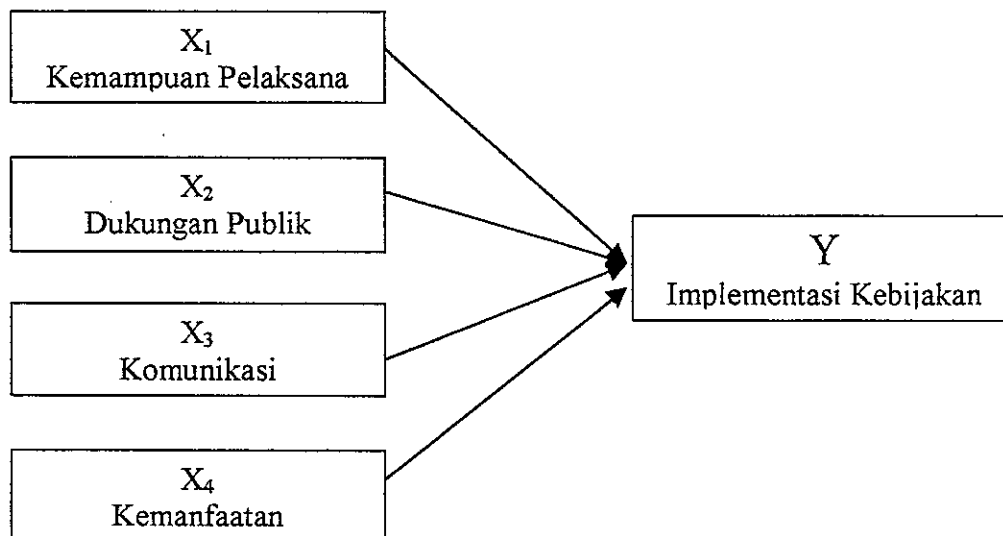 X₁
Kemampuan Pelaksana
X₂
Dukungan Publik
X₃
Komunikasi
X₄
Kemanfaatan
Y
Implementasi Kebijakan